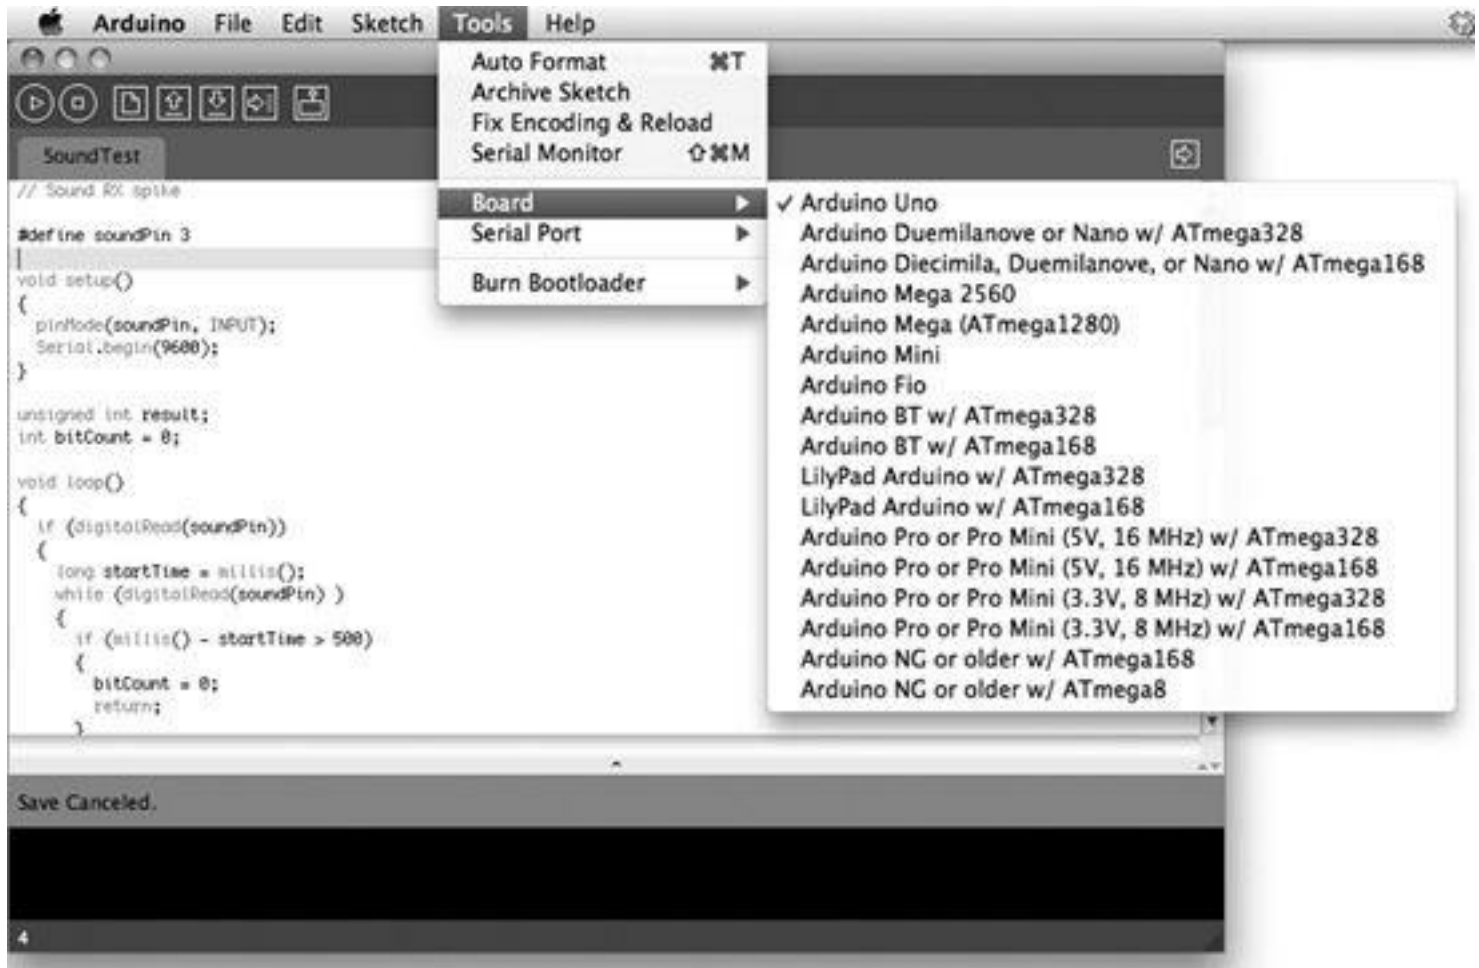 Arduino File Edit Sketch Tools Help
Auto Format ⌘T
Archive Sketch
Fix Encoding & Reload
Serial Monitor ⇧⌘M
Board
Serial Port
Burn Bootloader
✓ Arduino Uno
Arduino Duemilanove or Nano w/ ATmega328
Arduino Diecimila, Duemilanove, or Nano w/ ATmega168
Arduino Mega 2560
Arduino Mega (ATmega1280)
Arduino Mini
Arduino Fio
Arduino BT w/ ATmega328
Arduino BT w/ ATmega168
LilyPad Arduino w/ ATmega328
LilyPad Arduino w/ ATmega168
Arduino Pro or Pro Mini (5V, 16 MHz) w/ ATmega328
Arduino Pro or Pro Mini (5V, 16 MHz) w/ ATmega168
Arduino Pro or Pro Mini (3.3V, 8 MHz) w/ ATmega328
Arduino Pro or Pro Mini (3.3V, 8 MHz) w/ ATmega168
Arduino NG or older w/ ATmega168
Arduino NG or older w/ ATmega8
SoundTest
// Sound RX spike
#define soundPin 3
void setup()
{
pinMode(soundPin, INPUT);
Serial.begin(9600);
}
unsigned int result;
int bitCount = 0;
void loop()
{
if (digitalRead(soundPin))
{
long startTime = millis();
while (digitalRead(soundPin) )
{
if (millis() - startTime > 500)
{
bitCount = 0;
return;
}
Save Canceled.
4